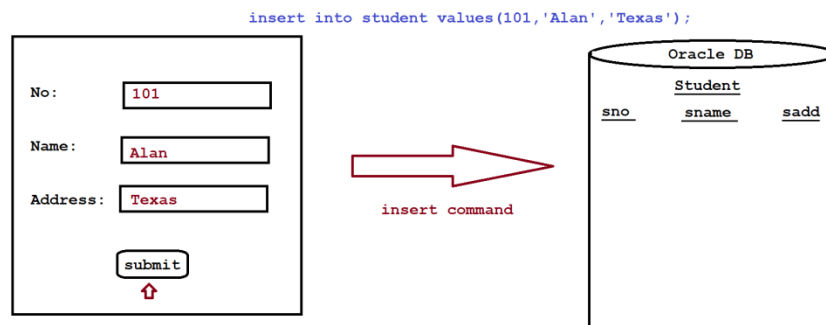 insert into student values(101,'Alan','Texas');
No:
101
Name:
Alan
Address:
Texas
submit
insert command
Oracle DB
Student
sno sname sadd